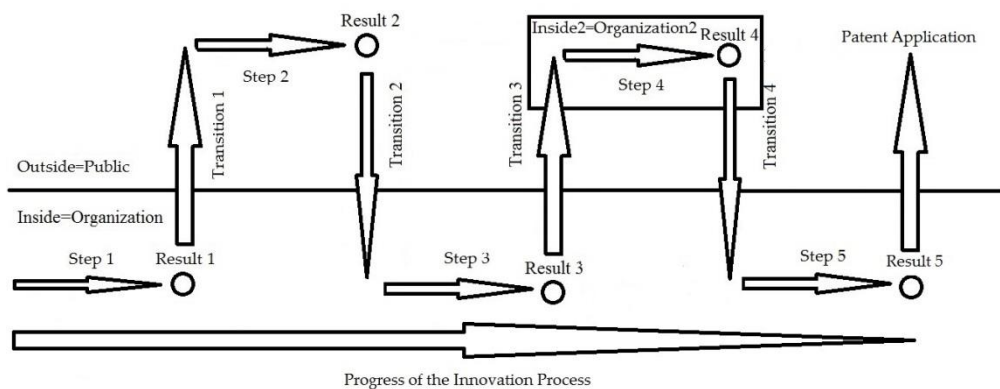 Result 2
Step 2
Transition 1
Transition 2
Inside2=Organization2
Result 4
Step 4
Transition 3
Transition 4
Patent Application
Outside=Public
Inside=Organization
Step 1
Result 1
Step 3
Result 3
Step 5
Result 5
Progress of the Innovation Process